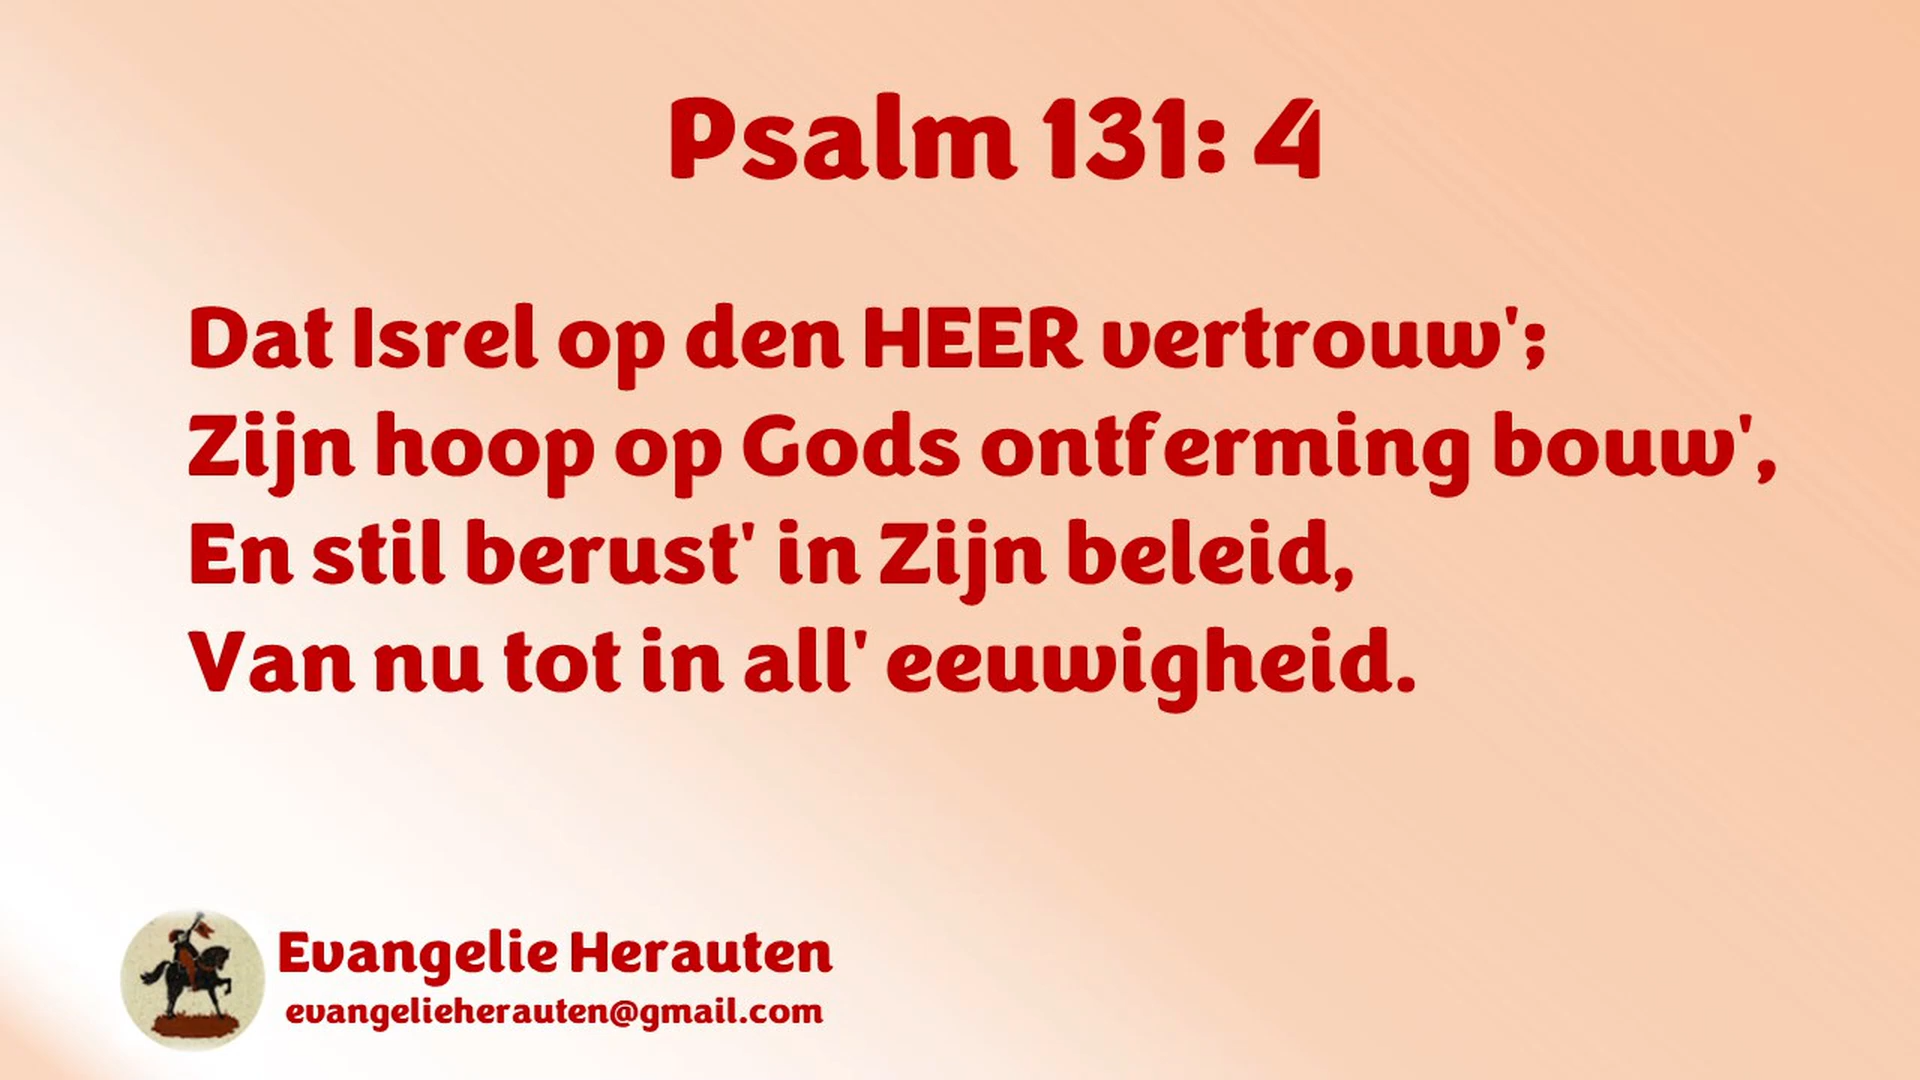 Psalm 131: 4
Dat Isrel op den HEER vertrouw';
Zijn hoop op Gods ontferming bouw',
En stil berust' in Zijn beleid,
Van nu tot in all' eeuwigheid.
Evangelie Herauten
evangelieherauten@gmail.com